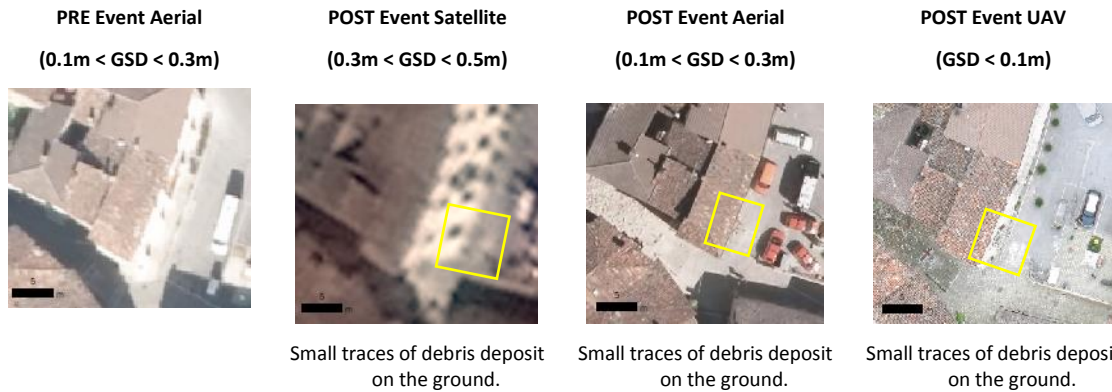 PRE Event Aerial
(0.1m < GSD < 0.3m)
5
m
POST Event Satellite
(0.3m < GSD < 0.5m)
5
m
Small traces of debris deposit
on the ground.
POST Event Aerial
(0.1m < GSD < 0.3m)
5
m
Small traces of debris deposit
on the ground.
POST Event UAV
(GSD < 0.1m)
5
Small traces of debris deposi
on the ground.